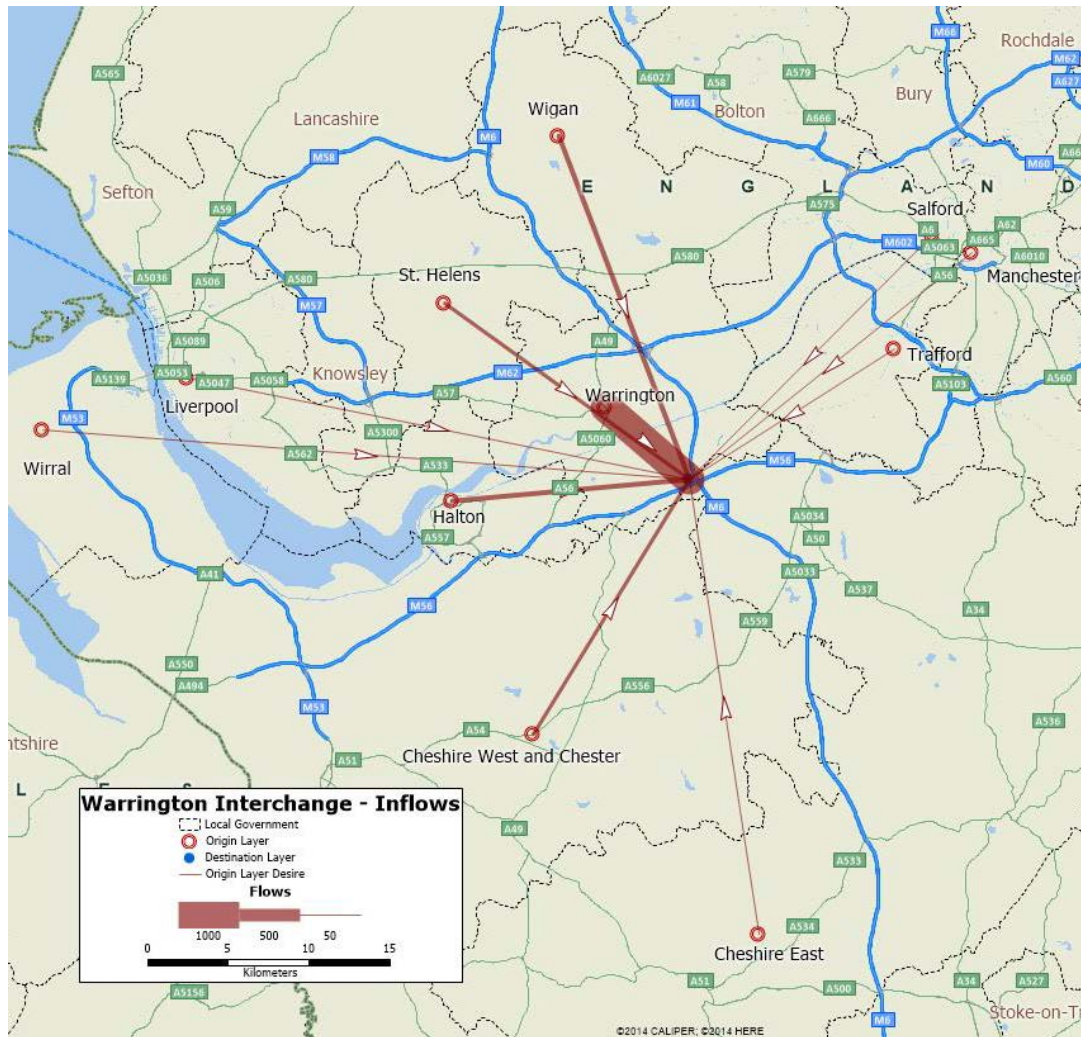 M66
Rochdale
A565
A6027
A58
A579
M62
A627
Bury
M61
Bolton
Wigan
Lancashire
M6
A666
M58
M60
A66
Sefton
E N G L A N D
A59
A575
Salford
A6
A62
A665
M602
A5063
A6010
A580
A56
Manchester
A5036
A506
A580
St. Helens
M57
A5089
A49
Trafford
Knowsley
M62
A5053
A5139
A5047
A5058
A57
Warrington
A5103
A560
Liverpool
M53
A5300
A5060
A562
A533
M56
Wirral
A56
Halton
M6
A5034
A557
A50
A41
A5033
M56
A537
A34
A559
A550
A494
A556
M53
A54
A536
ntshire
Cheshire West and Chester
A51
L E S
Warrington Interchange - Inflows
Local Government
Origin Layer
Destination Layer
Origin Layer Desire
Flows
1000 500 50
0 5 10 15
Kilometers
A49
A533
A534
Cheshire East
A51
A500
A34
A527
A5156
Stoke-on-Tr
M6
©2014 CALIPER; ©2014 HERE